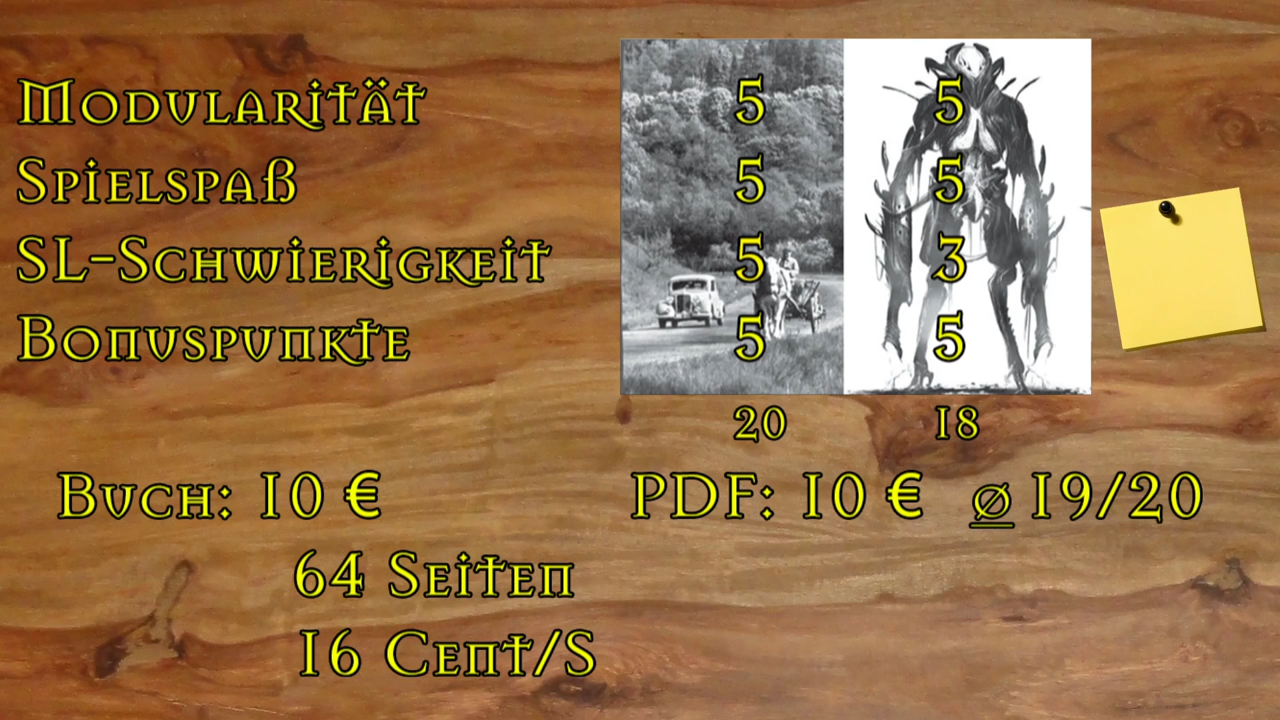 Modularität 5 5
Spielspaß 5 5
SL-Schwierigkeit 5 3
Bonuspunkte 5 5
20 18
Buch: 10 € PDF: 10 € ⌀ 19/20
64 Seiten
16 Cent/S